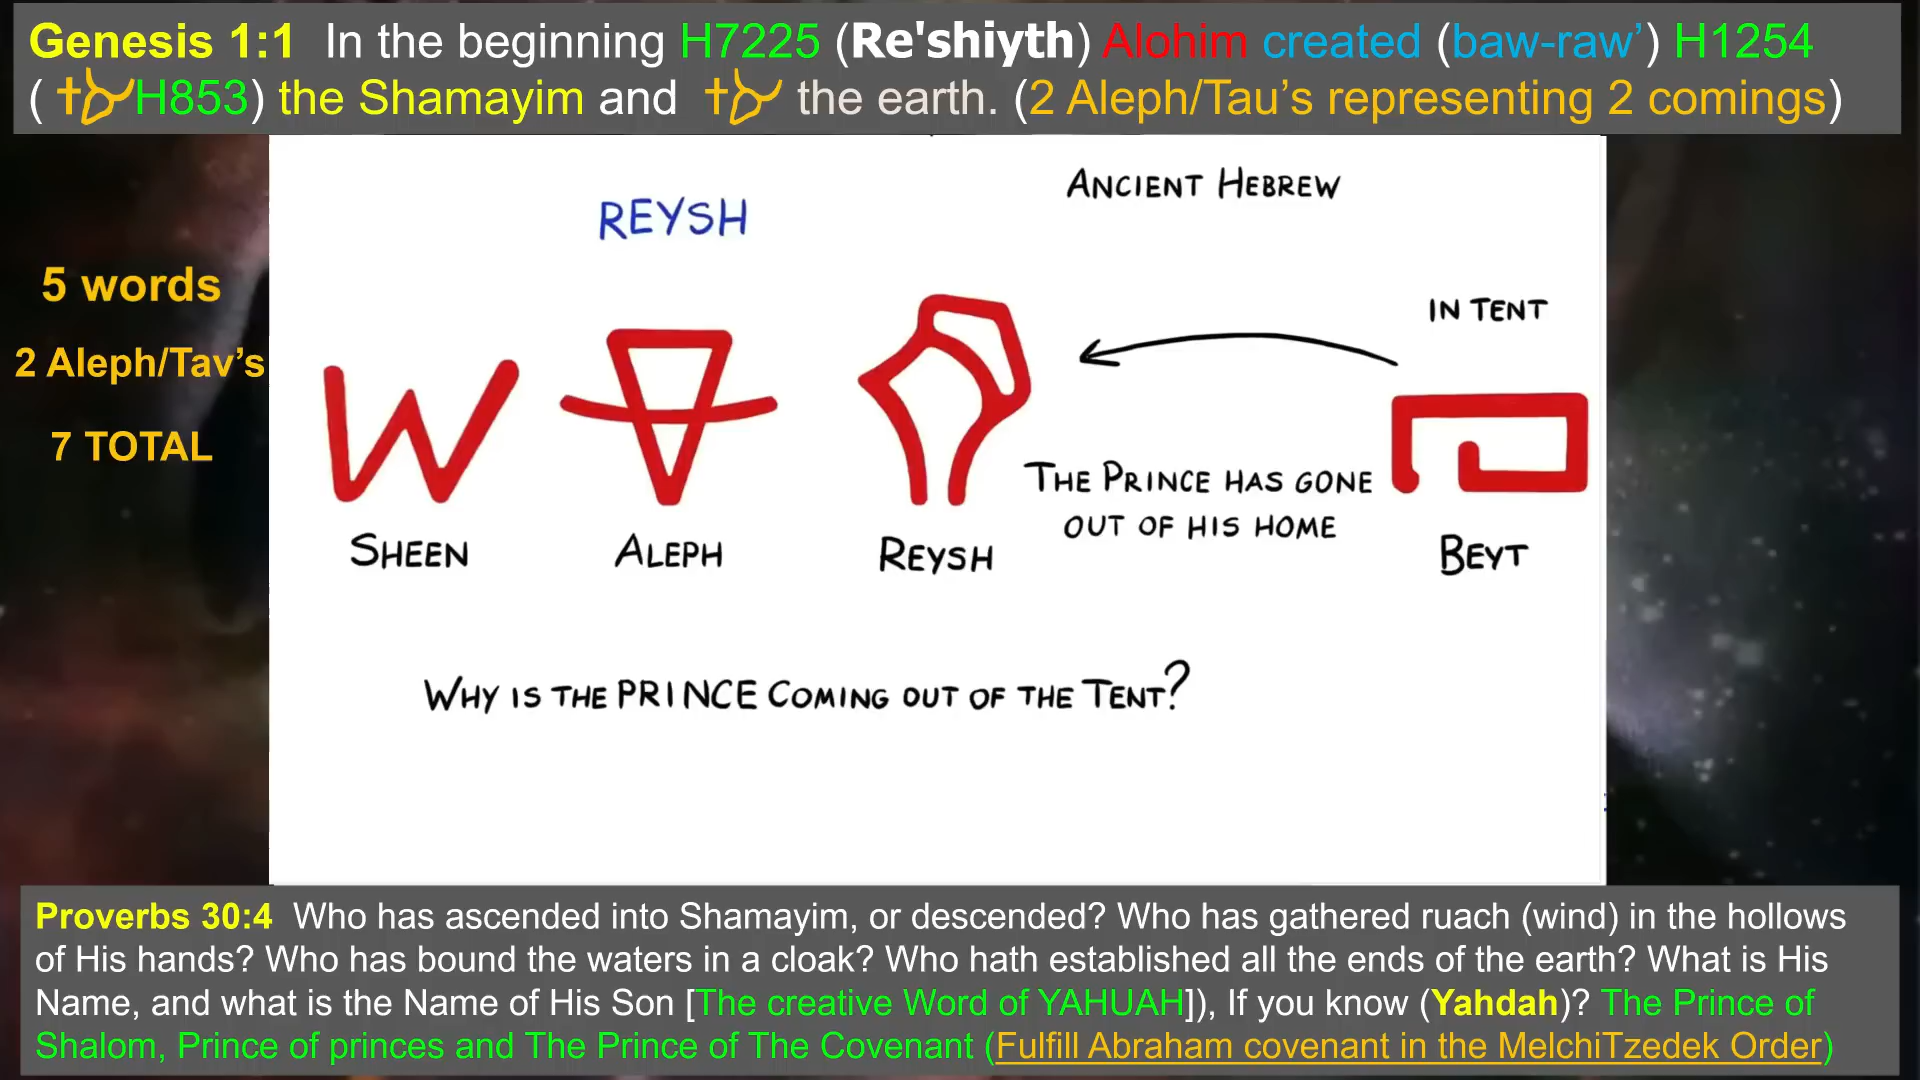 Genesis 1:1 In the beginning H7225 (Re'shiyth) Alohim created (baw-raw’) H1254
( H853) the Shamayim and the earth. (2 Aleph/Tau’s representing 2 comings)
ANCIENT HEBREW
REYSH
5 words
2 Aleph/Tav’s
7 TOTAL
IN TENT
THE PRINCE HAS GONE
OUT OF HIS HOME
SHEEN ALEPH REYSH BEYT
WHY IS THE PRINCE COMING OUT OF THE TENT?
Proverbs 30:4 Who has ascended into Shamayim, or descended? Who has gathered ruach (wind) in the hollows
of His hands? Who has bound the waters in a cloak? Who hath established all the ends of the earth? What is His
Name, and what is the Name of His Son [The creative Word of YAHUAH]), If you know (Yahdah)? The Prince of
Shalom, Prince of princes and The Prince of The Covenant (Fulfill Abraham covenant in the MelchiTzedek Order)